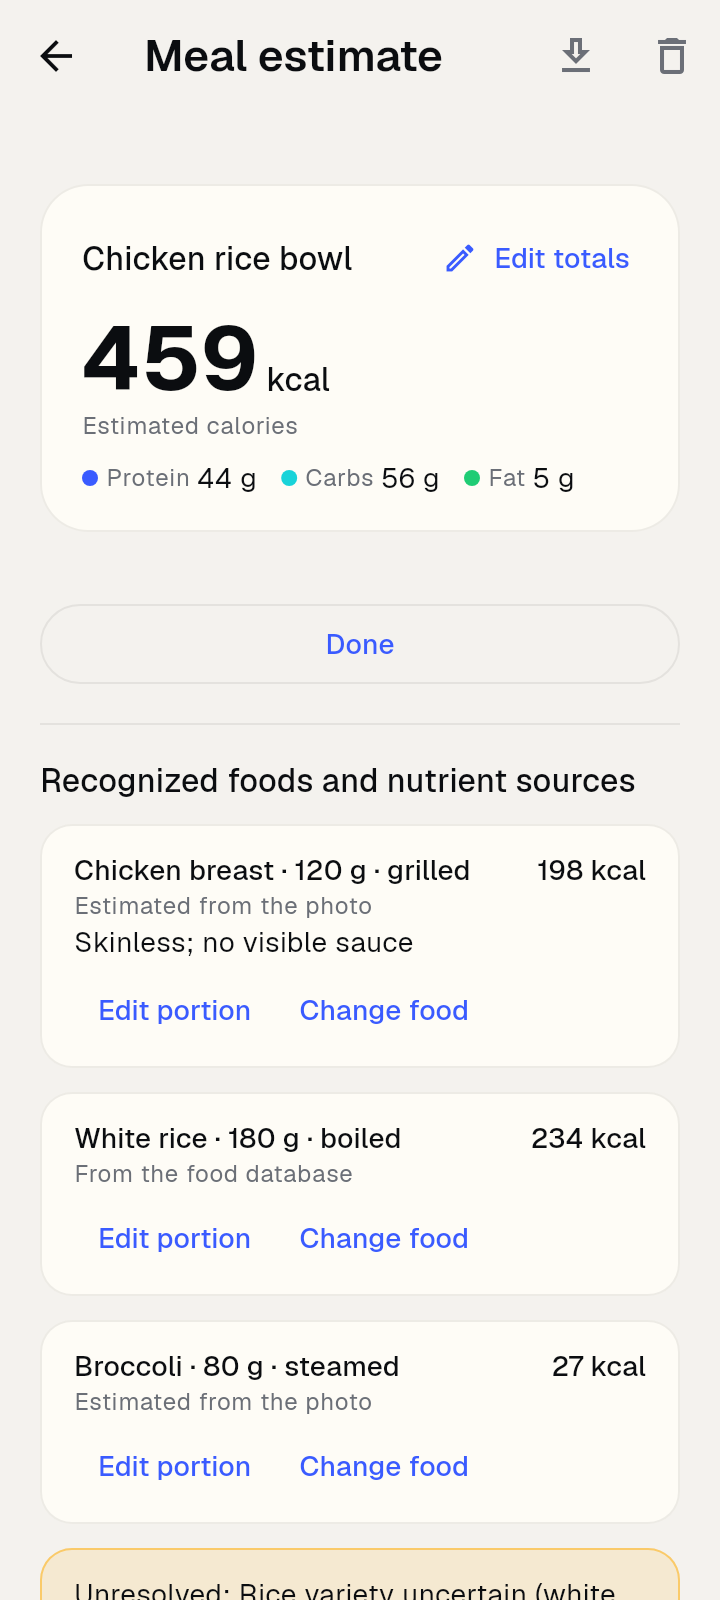 Meal estimate
Chicken rice bowl
Edit totals
459 kcal
Estimated calories
Protein 44 g Carbs 56 g Fat 5 g
Done
Recognized foods and nutrient sources
Chicken breast · 120 g · grilled 198 kcal
Estimated from the photo
Skinless; no visible sauce
Edit portion Change food
White rice · 180 g · boiled 234 kcal
From the food database
Edit portion Change food
Broccoli · 80 g · steamed 27 kcal
Estimated from the photo
Edit portion Change food
Unresolved: Rice variety uncertain (white